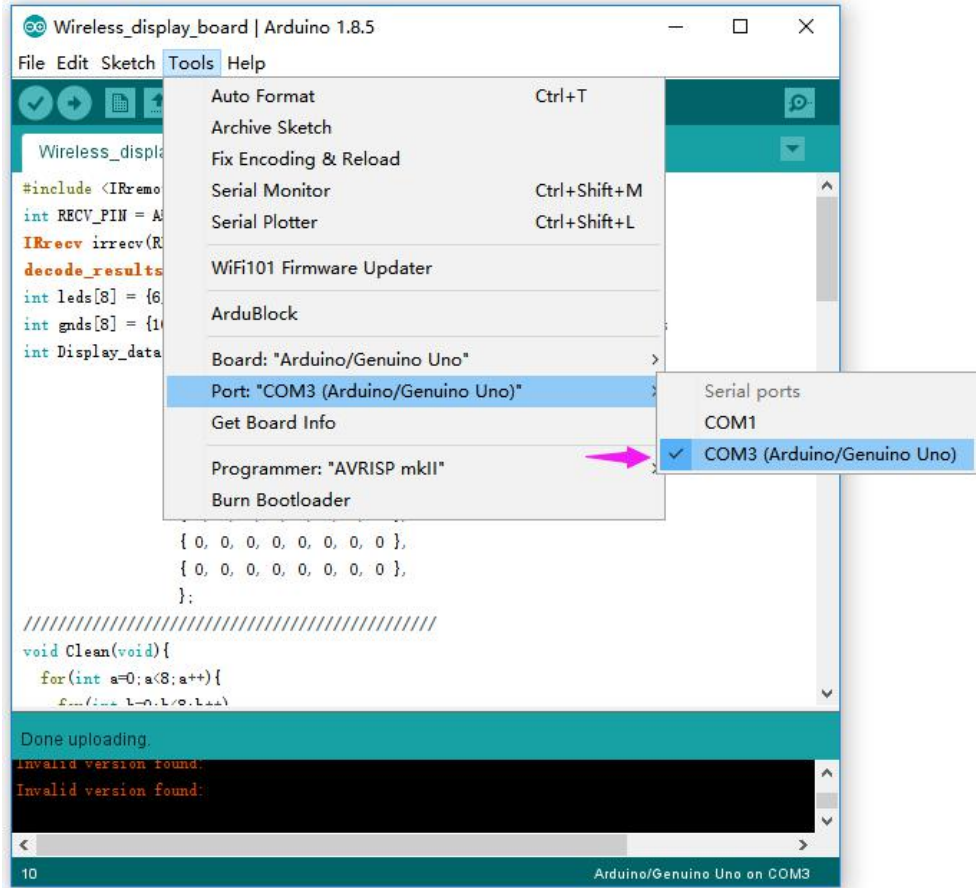 Wireless_display_board | Arduino 1.8.5
File Edit Sketch Tools Help
Auto Format Ctrl+T
Archive Sketch
Wireless_displa
Fix Encoding & Reload
#include <IRremo
Serial Monitor Ctrl+Shift+M
int RECV_PIN =
Serial Plotter Ctrl+Shift+L
IRrecv irrecv(R
decode_results
WiFi101 Firmware Updater
int leds[8] = {6,
ArduBlock
int gnds[8] = {10
int Display_data
Board: "Arduino/Genuino Uno"
Port: "COM3 (Arduino/Genuino Uno)"
Serial ports
Get Board Info
COM1
COM3 (Arduino/Genuino Uno)
Programmer: "AVRISP mkII"
Burn Bootloader
{ 0, 0, 0, 0, 0, 0, 0, 0 },
{ 0, 0, 0, 0, 0, 0, 0, 0 },
};
////////////////////////////////////////////////
void Clean(void){
for(int a=0;a<8;a++){
for(int b=0;b<8;b++)
Done uploading.
Invalid version found:
Invalid version found:
10 Arduino/Genuino Uno on COM3